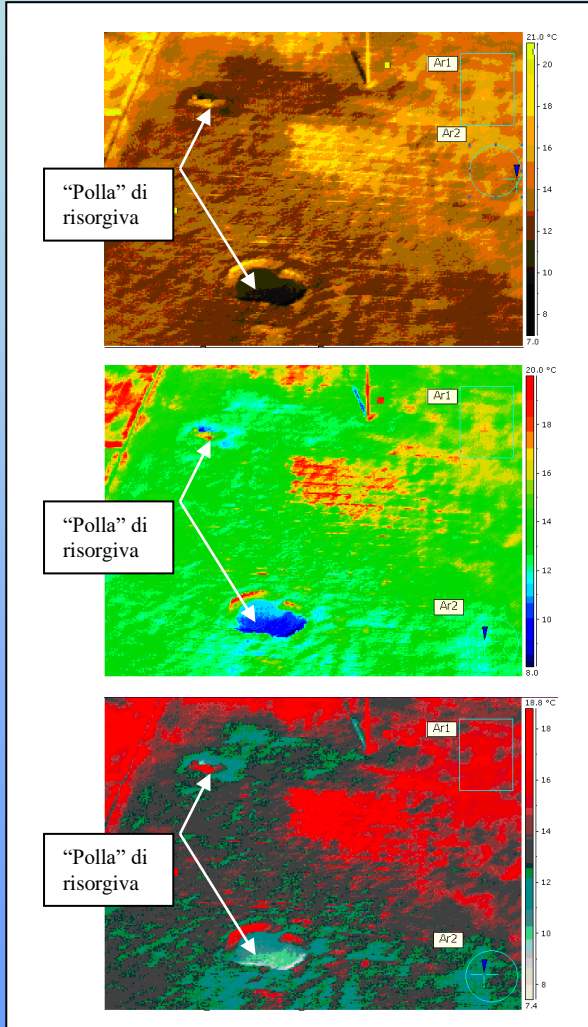 21.0 °C
Ar1
20
Ar2
18
16
“Polla” di
risorgiva
14
12
10
8
7.0
20.0 °C
Ar1
18
16
“Polla” di
risorgiva
14
12
Ar2
10
8.0
18.8 °C
18
Ar1
16
14
“Polla” di
risorgiva
12
Ar2
10
8
7.4